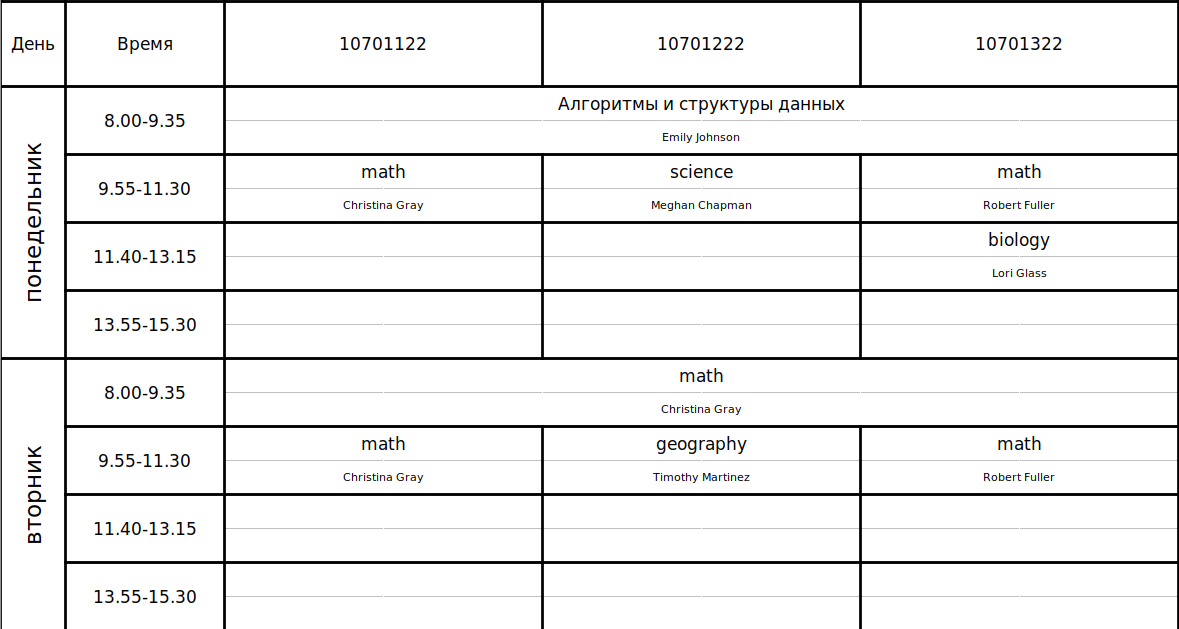 День Время 10701122 10701222 10701322
понедельник
8.00-9.35
Алгоритмы и структуры данных
Emily Johnson
9.55-11.30
math science math
Christina Gray Meghan Chapman Robert Fuller
11.40-13.15
biology
Lori Glass
13.55-15.30
вторник
8.00-9.35
math
Christina Gray
9.55-11.30
math geography math
Christina Gray Timothy Martinez Robert Fuller
11.40-13.15
13.55-15.30